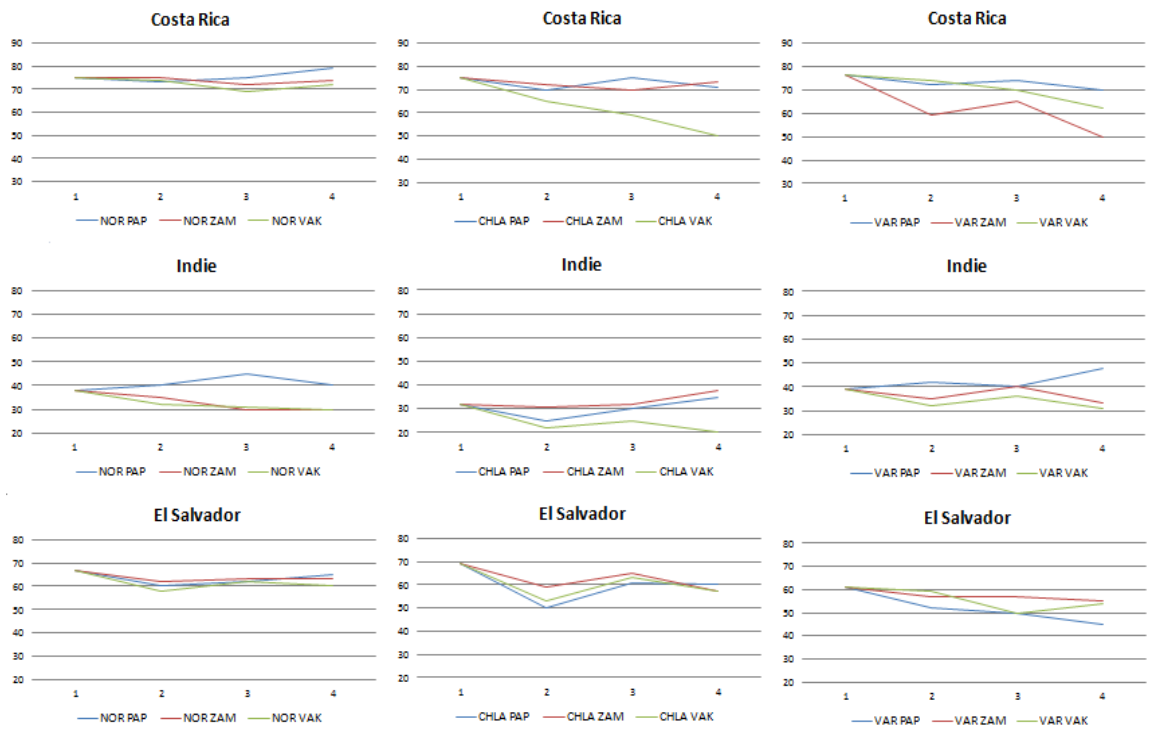 Costa Rica
90
80
70
60
50
40
30
1 2 3 4
NOR PAP NOR ZAM NOR VAK
Costa Rica
90
80
70
60
50
40
30
1 2 3 4
CHLA PAP CHLA ZAM CHLA VAK
Costa Rica
90
80
70
60
50
40
30
1 2 3 4
VAR PAP VAR ZAM VAR VAK
Indie
80
70
60
50
40
30
20
1 2 3 4
NOR PAP NOR ZAM NOR VAK
Indie
80
70
60
50
40
30
20
1 2 3 4
CHLA PAP CHLA ZAM CHLA VAK
Indie
80
70
60
50
40
30
20
1 2 3 4
VAR PAP VAR ZAM VAR VAK
El Salvador
80
70
60
50
40
30
20
1 2 3 4
NOR PAP NOR ZAM NOR VAK
El Salvador
80
70
60
50
40
30
20
1 2 3 4
CHLA PAP CHLA ZAM CHLA VAK
El Salvador
80
70
60
50
40
30
20
1 2 3 4
VAR PAP VAR ZAM VAR VAK